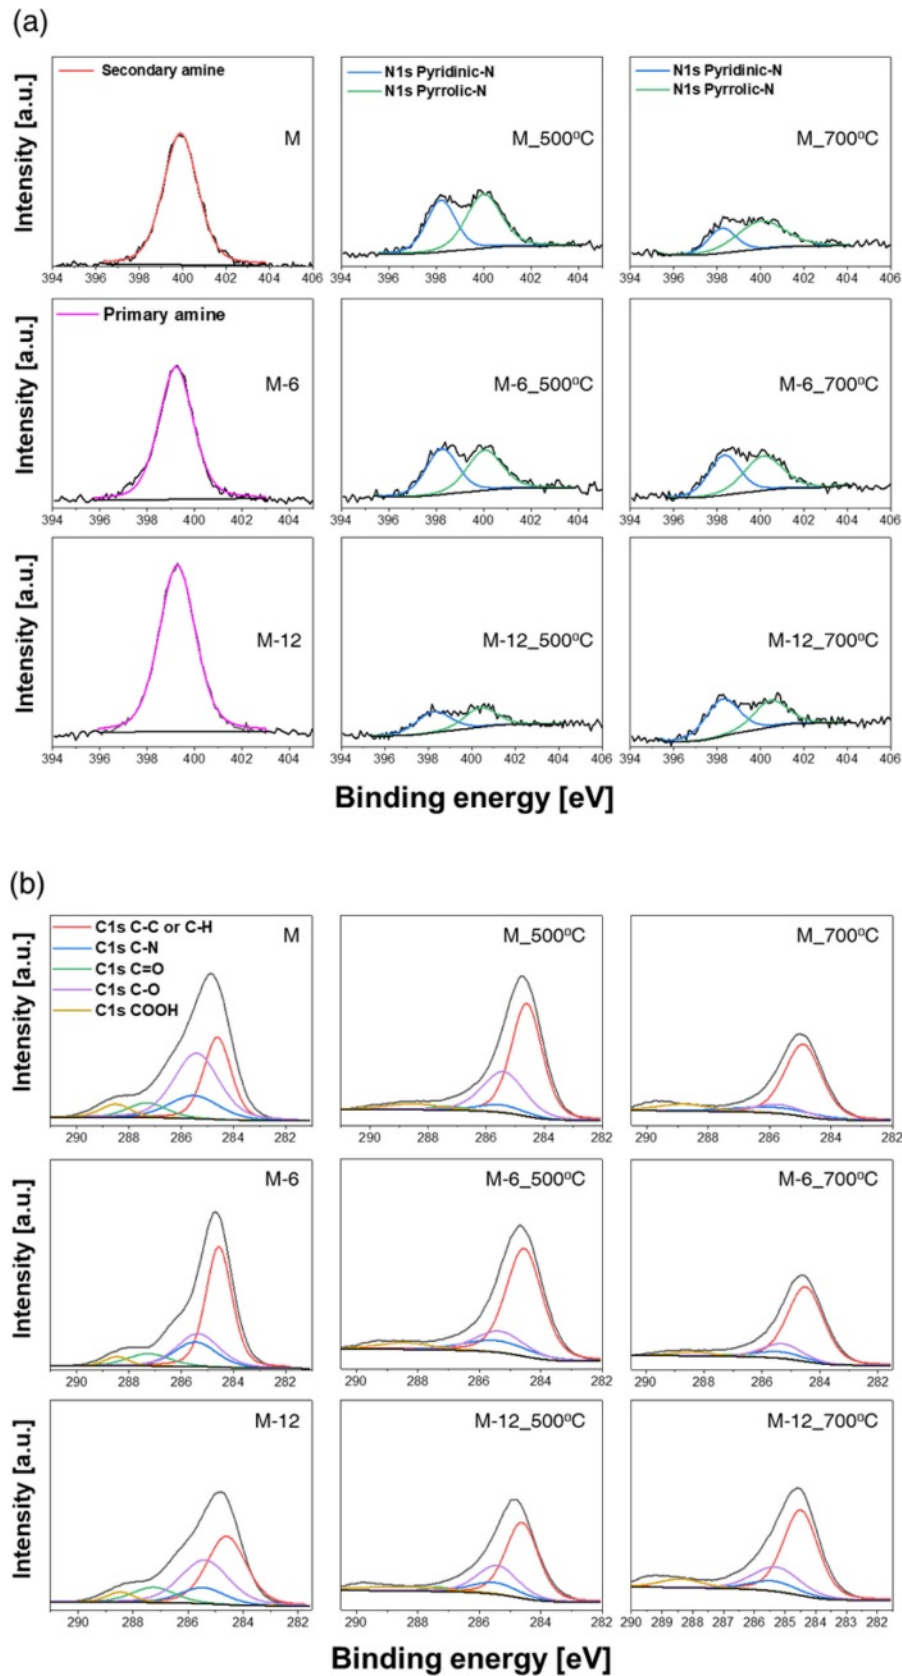 (a)
Intensity [a.u.]
Secondary amine
M
394 396 398 400 402 404 406
N1s Pyridinic-N
N1s Pyrrolic-N
M_500ºC
394 396 398 400 402 404
N1s Pyridinic-N
N1s Pyrrolic-N
M_700ºC
394 396 398 400 402 404 406
Intensity [a.u.]
Primary amine
M-6
394 396 398 400 402 404
M-6_500ºC
394 396 398 400 402 404 406
M-6_700ºC
394 396 398 400 402 404 406
Intensity [a.u.]
M-12
394 396 398 400 402 404
M-12_500ºC
394 396 398 400 402 404 406
M-12_700ºC
394 396 398 400 402 404 406
Binding energy [eV]
(b)
Intensity [a.u.]
C1s C-C or C-H
C1s C-N
C1s C=O
C1s C-O
C1s COOH
M
290 288 286 284 282
M_500ºC
290 288 286 284 282
M_700ºC
290 288 286 284 282
Intensity [a.u.]
M-6
290 288 286 284 282
M-6_500ºC
290 288 286 284 282
M-6_700ºC
290 288 286 284 282
Intensity [a.u.]
M-12
290 288 286 284 282
M-12_500ºC
290 288 286 284 282
M-12_700ºC
290 289 288 287 286 285 284 283 282
Binding energy [eV]